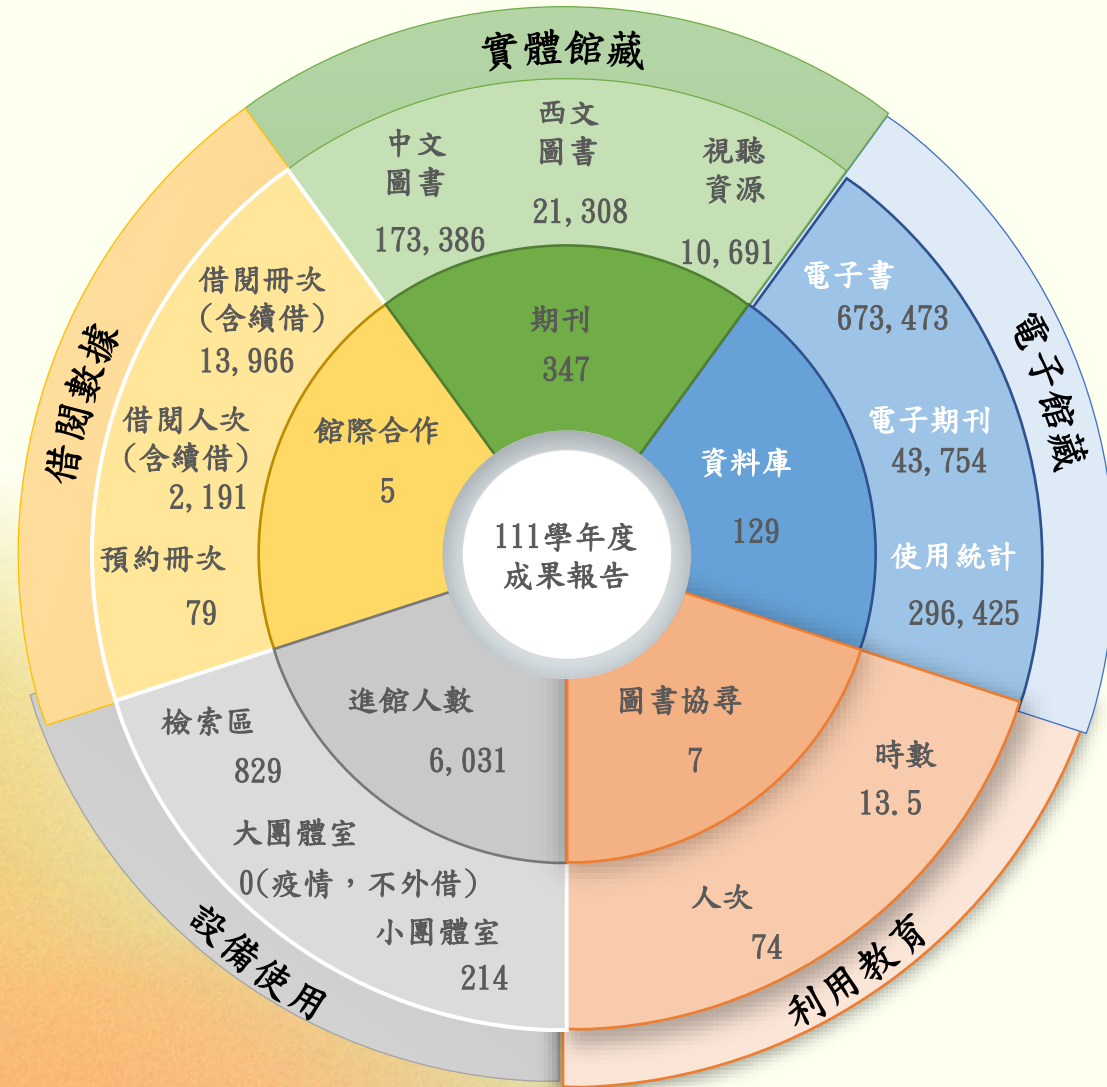 實體館藏
中文
圖書
173,386
西文
圖書
21,308
視聽
資源
10,691
期刊
347
電子館藏
電子書
673,473
電子期刊
43,754
使用統計
296,425
資料庫
129
利用教育
時數
13.5
人次
74
圖書協尋
7
設備使用
檢索區
829
大團體室
0(疫情，不外借)
小團體室
214
進館人數
6,031
借閱數據
借閱冊次
(含續借)
13,966
借閱人次
(含續借)
2,191
預約冊次
79
館際合作
5
111學年度
成果報告